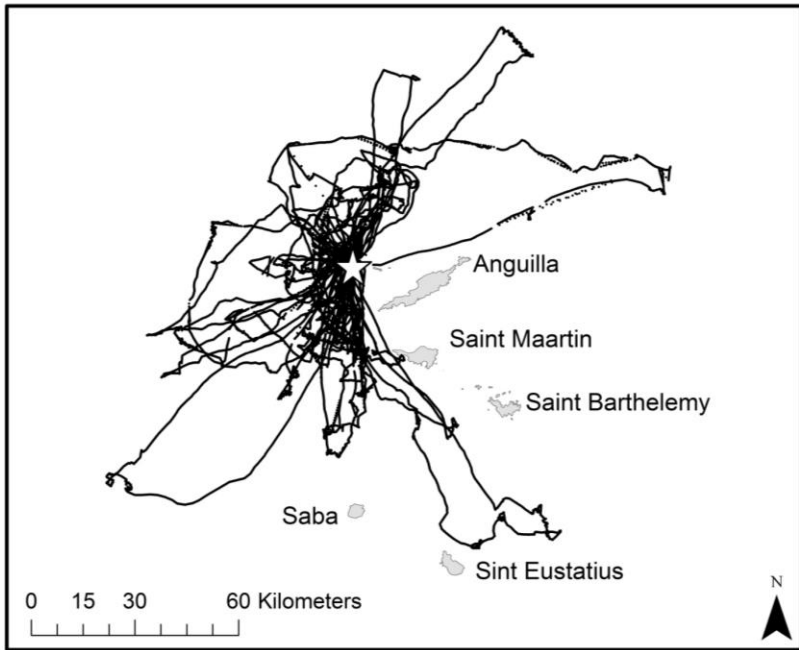 Anguilla
Saint Maartin
Saint Barthelemy
Saba
Sint Eustatius
0 15 30 60 Kilometers
N